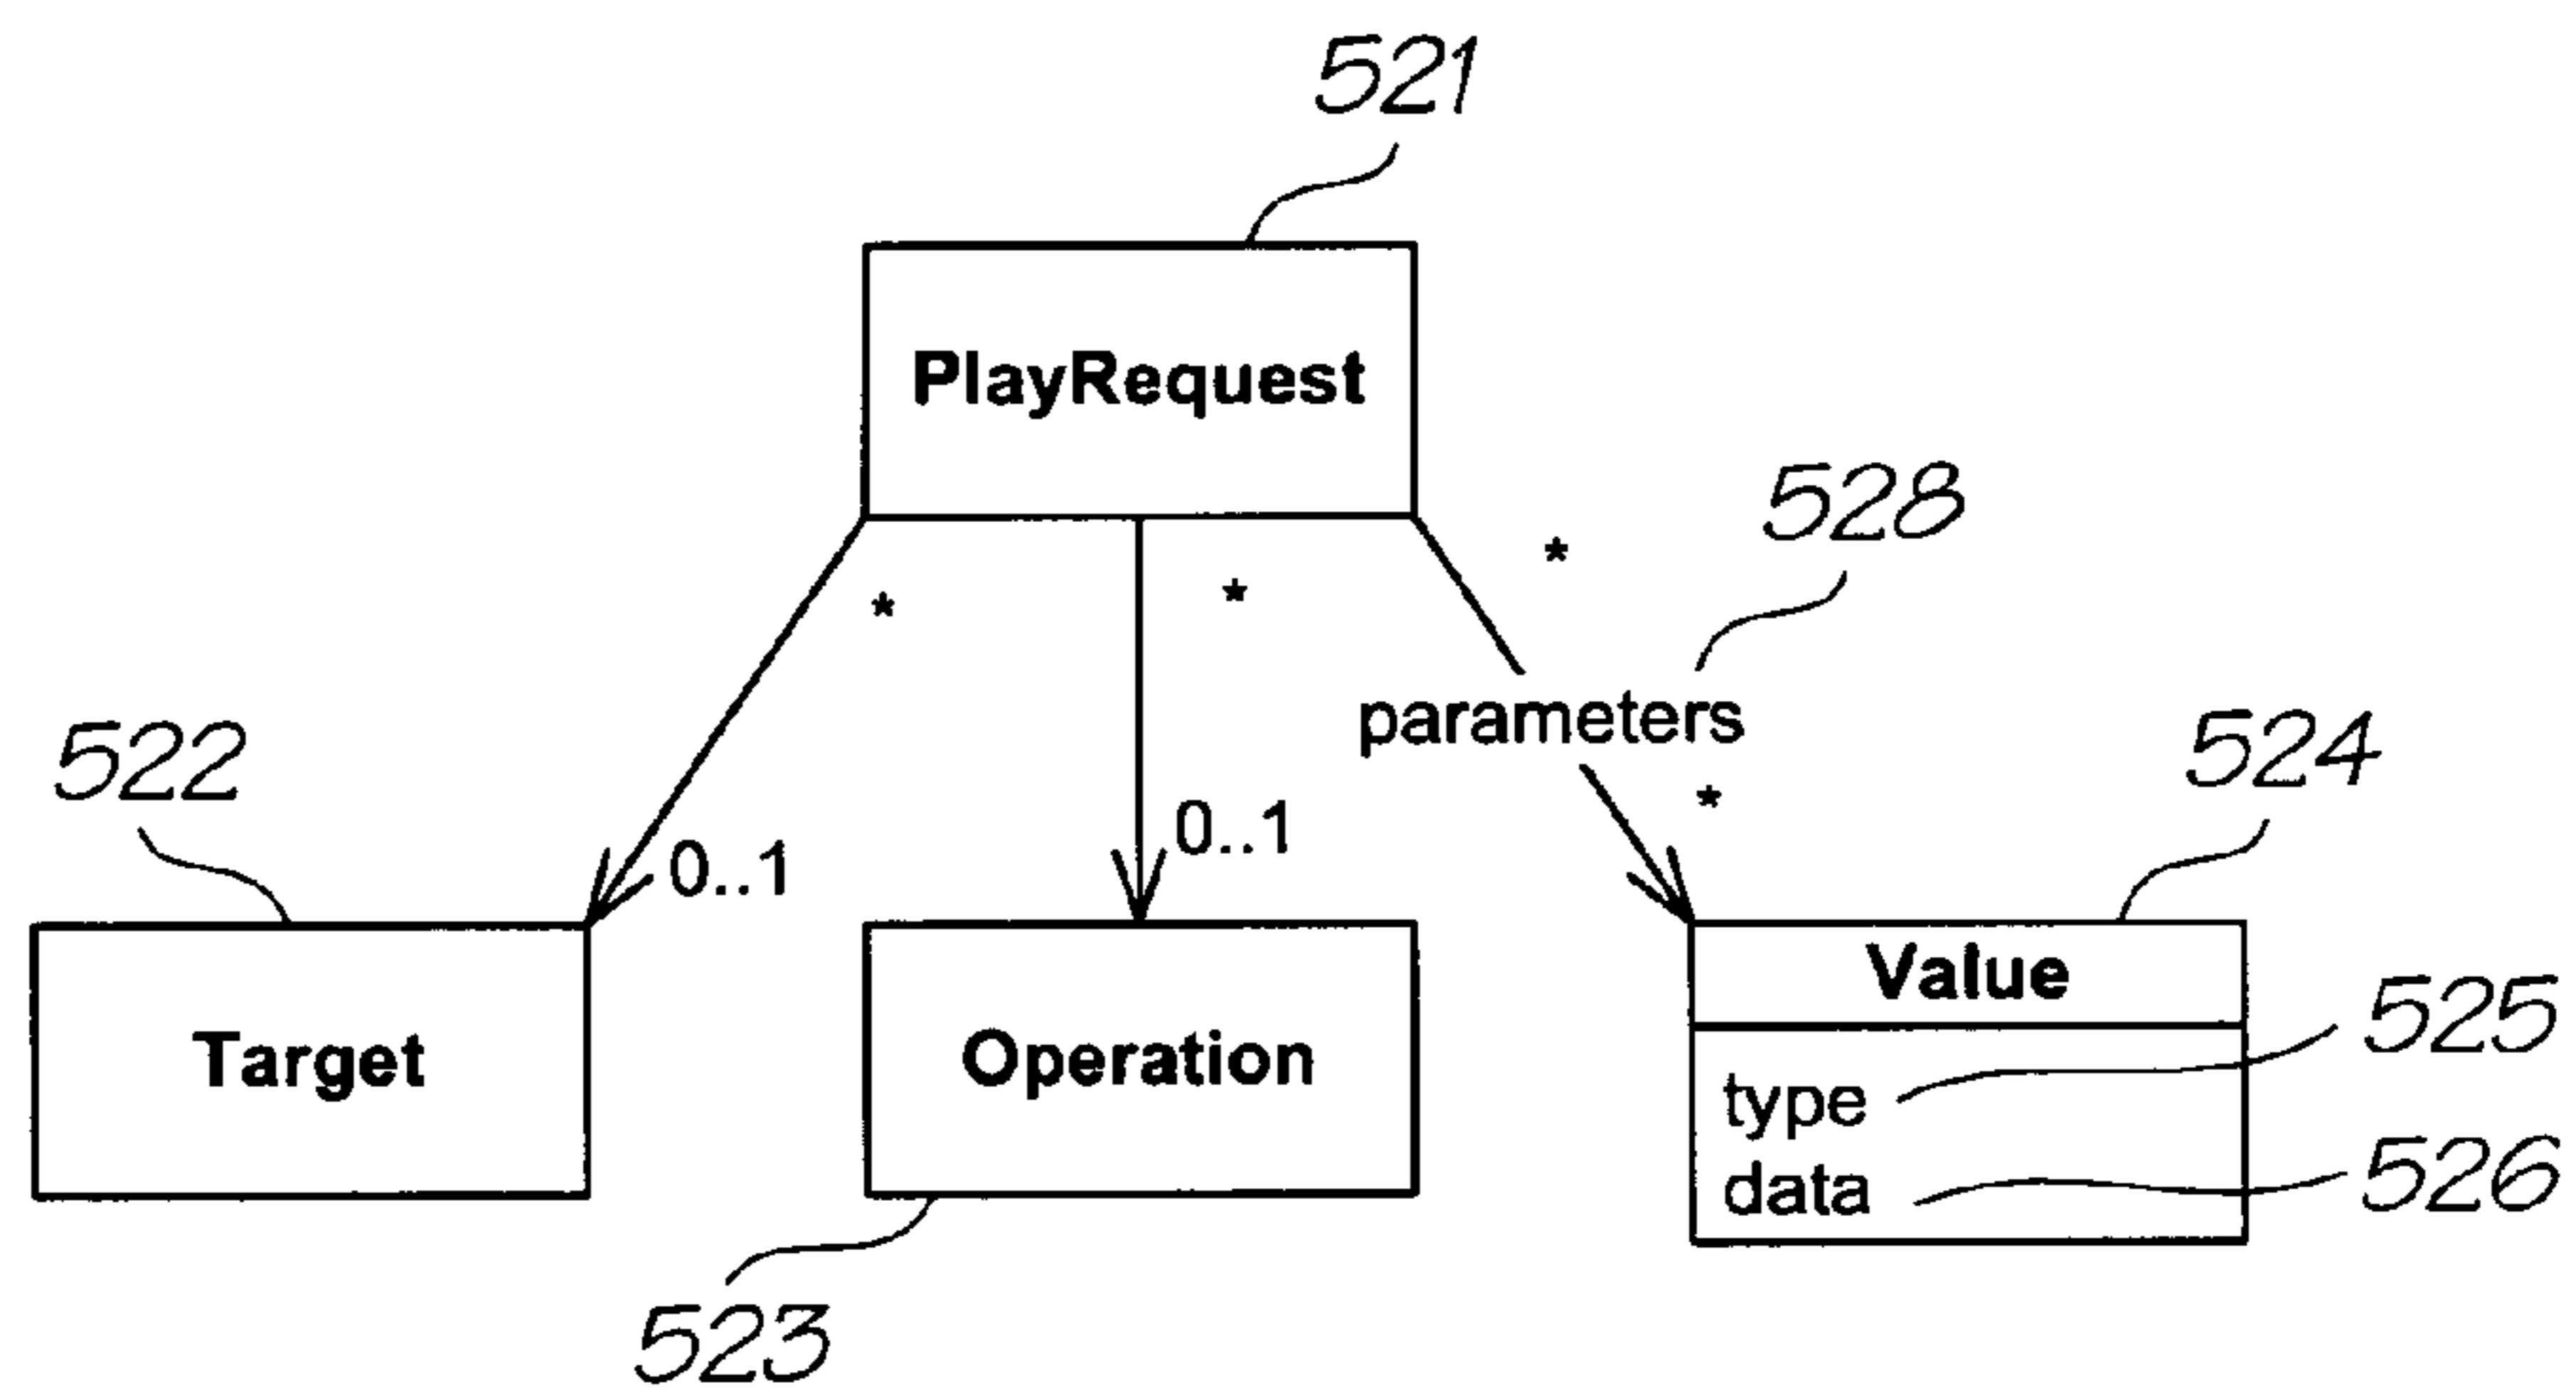 521
PlayRequest
528
* * *
parameters
522
524
0..1 0..1 *
Target
Operation
Value
525
type
data
526
523